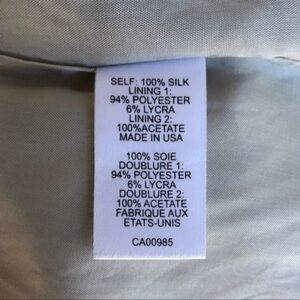 SELF: 100% SILK
LINING 1:
94% POLYESTER
6% LYCRA
LINING 2:
100%ACETATE
MADE IN USA
100% SOIE
DOUBLURE 1:
94% POLYESTER
6% LYCRA
DOUBLURE 2:
100% ACETATE
FABRIQUE AUX
ETATS-UNIS
CA00985